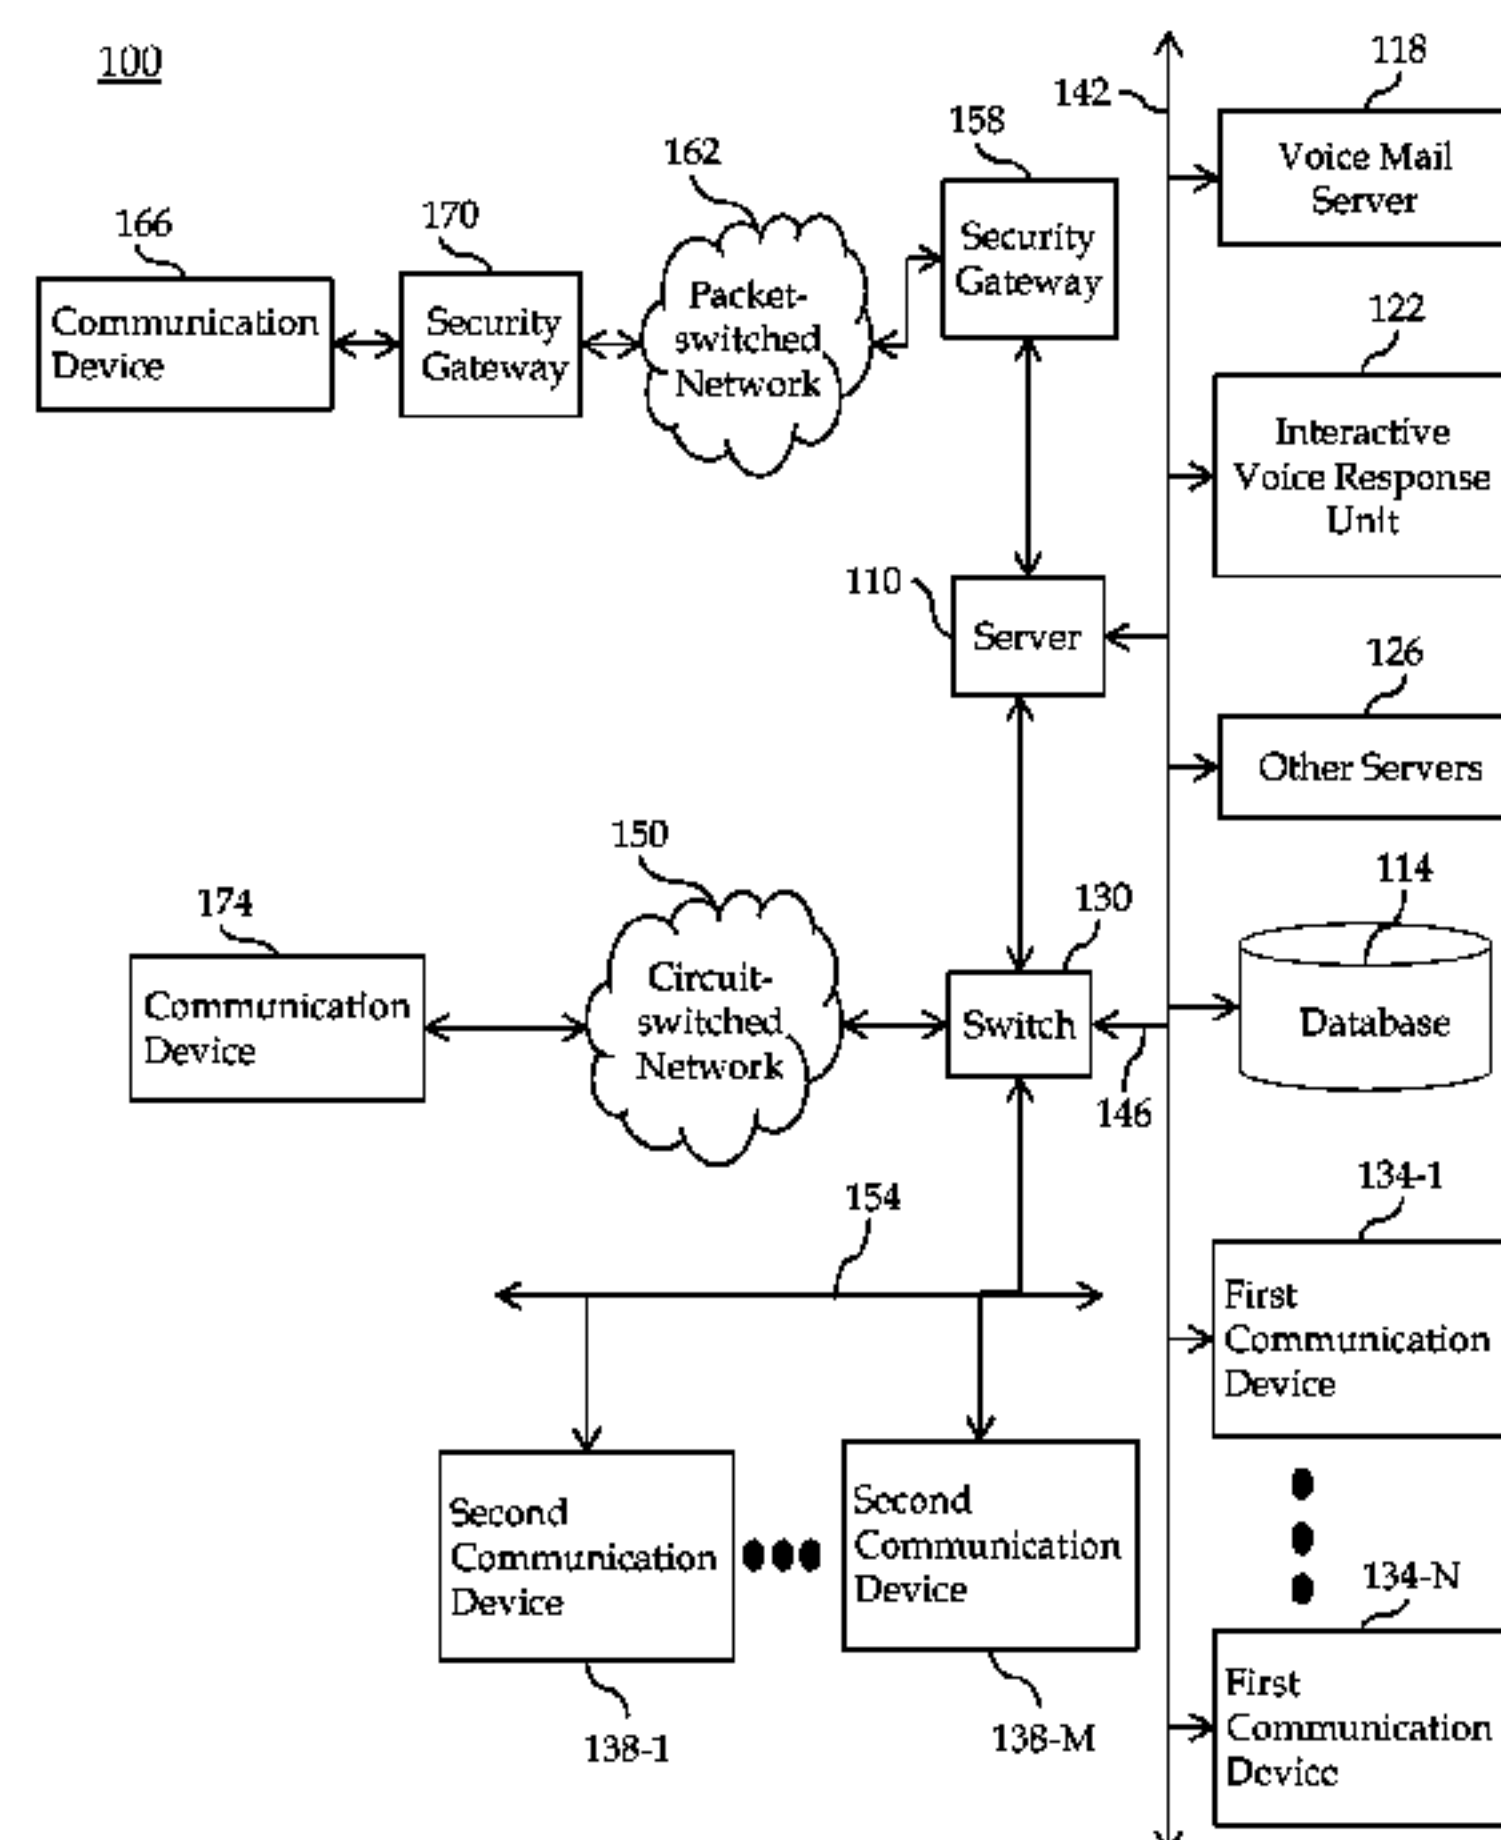 100
118
142
158
Voice Mail
Server
162
Security
Gateway
166
170
Packet-
switched
Network
Communication
Device
Security
Gateway
122
Interactive
Voice Response
Unit
110
Server
126
Other Servers
150
114
174
130
Circuit-
switched
Network
Communication
Device
Switch
Database
146
154
134-1
First
Communication
Device
Second
Communication
Device
Second
Communication
Device
134-N
138-1
138-M
First
Communication
Device